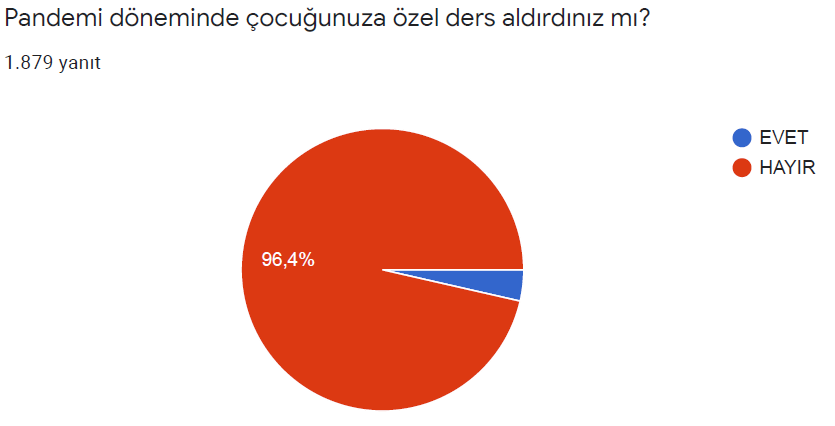 Pandemi döneminde çocuğunuza özel ders aldırdınız mı?
1.879 yanıt
EVET
HAYIR
96,4%